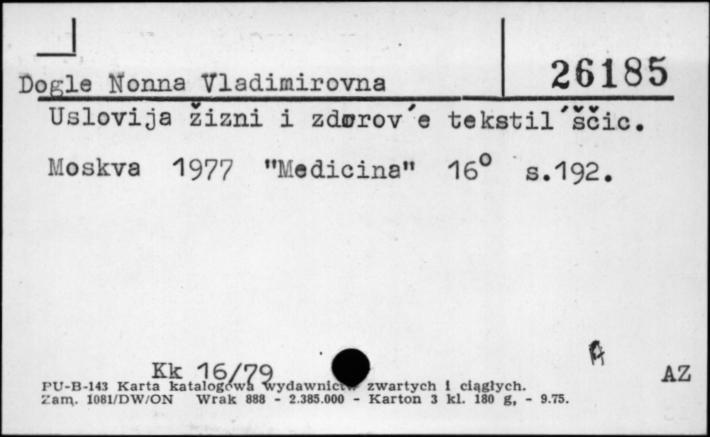 26185
Dogle Nonna Vladimirovna
Uslovija žizni i zdorov´e tekstil´ščic.
Moskva 1977 "Medicina" 16° s.192.
Kk 16/79
AZ
PU-B-143 Karta katalogowa wydawnictw zwartych i ciągłych.
Zam. 1081/DW/ON Wrak 888 - 2.385.000 - Karton 3 kl. 180 g, - 9.75.